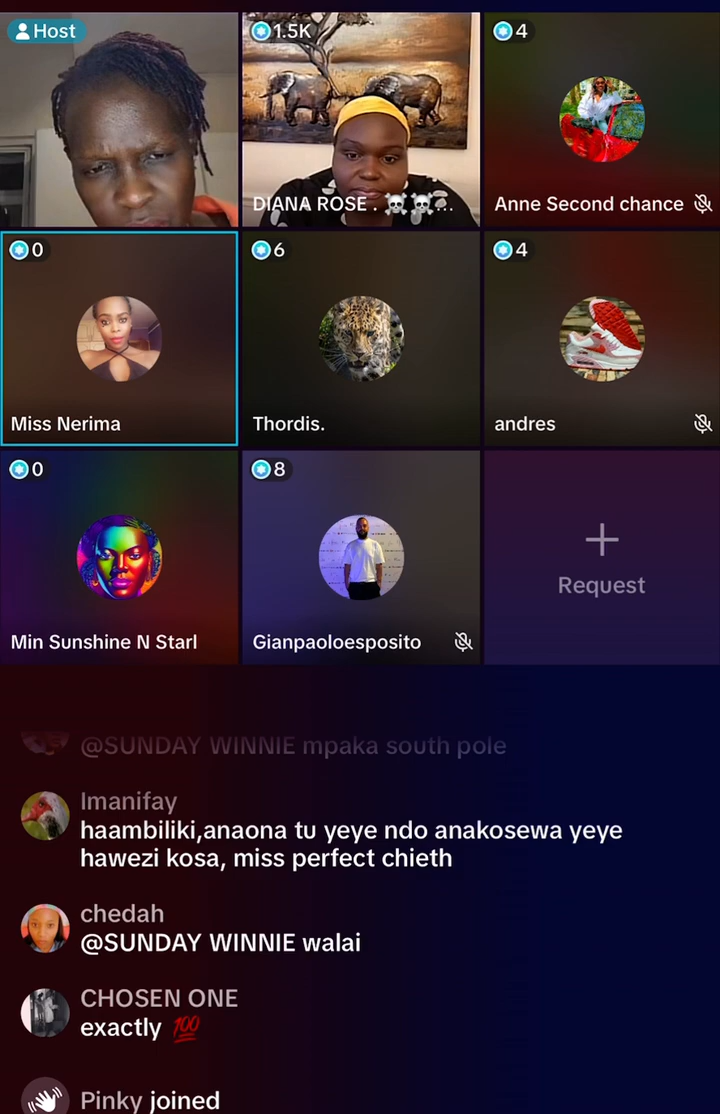 Host
1.5K
4
DIANA ROSE . ☠️☠️...
Anne Second chance
0
6
4
Miss Nerima
Thordis.
andres
0
8
Request
Min Sunshine N Starl
Gianpaoloesposito
@SUNDAY WINNIE mpaka south pole
Imanifay
haambiliki,anaona tu yeye ndo anakosewa yeye
hawezi kosa, miss perfect chieth
chedah
@SUNDAY WINNIE walai
CHOSEN ONE
exactly 💯
Pinky joined